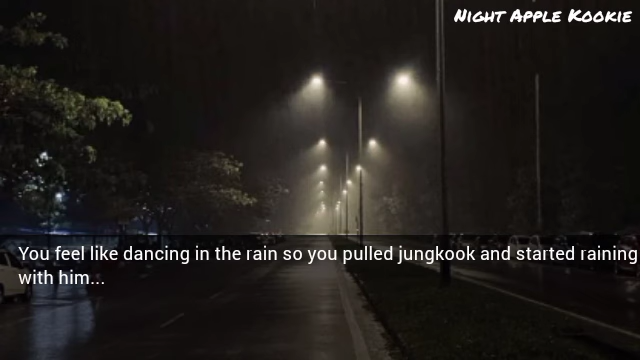 Night Apple Kookie
You feel like dancing in the rain so you pulled jungkook and started raining
with him...